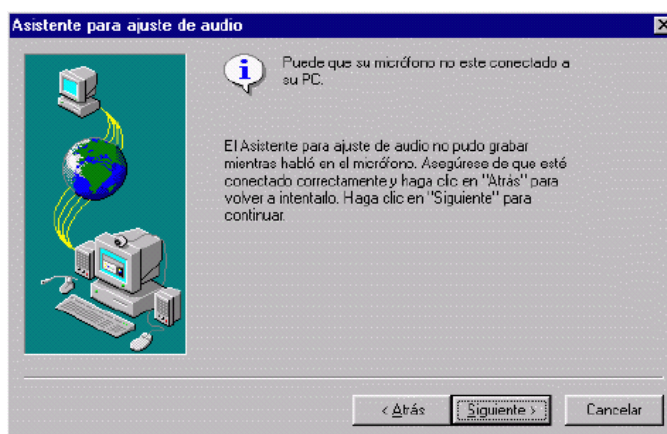 Asistente para ajuste de audio
Puede que su micrófono no este conectado a
su PC.
El Asistente para ajuste de audio no pudo grabar
mientras habló en el micrófono. Asegúrese de que esté
conectado correctamente y haga clic en "Atrás" para
volver a intentarlo. Haga clic en "Siguiente" para
continuar.
< Atrás
Siguiente >
Cancelar